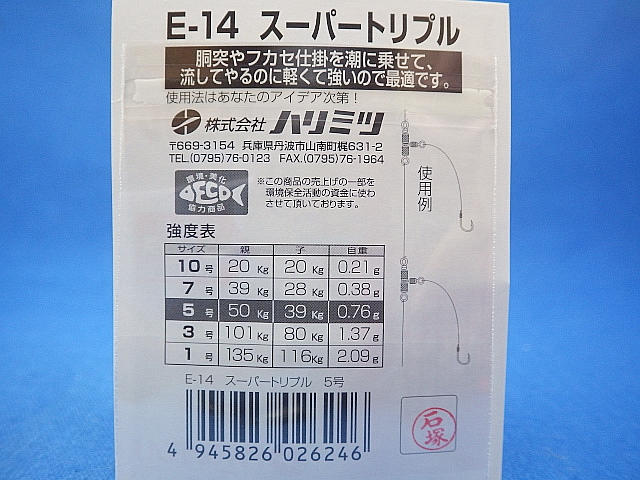 E-14 スーパートリプル
胴突やフカセ仕掛を潮に乗せて、
流してやるのに軽くて強いので最適です。
使用法はあなたのアイデア次第！
株式会社 ハリミツ
〒669-3154 兵庫県丹波市山南町梶631-2
TEL.(0795)76-0123 FAX.(0795)76-1964
環境・美化
ECO
協力商品
※この商品の売上げの一部を
環境保全活動の資金に使わ
させて頂いております。
使用例
強度表
サイズ 親 子 自重
10号 20Kg 20Kg 0.21g
7号 39Kg 28Kg 0.38g
5号 50Kg 39Kg 0.76g
3号 101Kg 80Kg 1.37g
1号 135Kg 116Kg 2.09g
E-14 スーパートリプル 5号
4 945826 026246
石塚